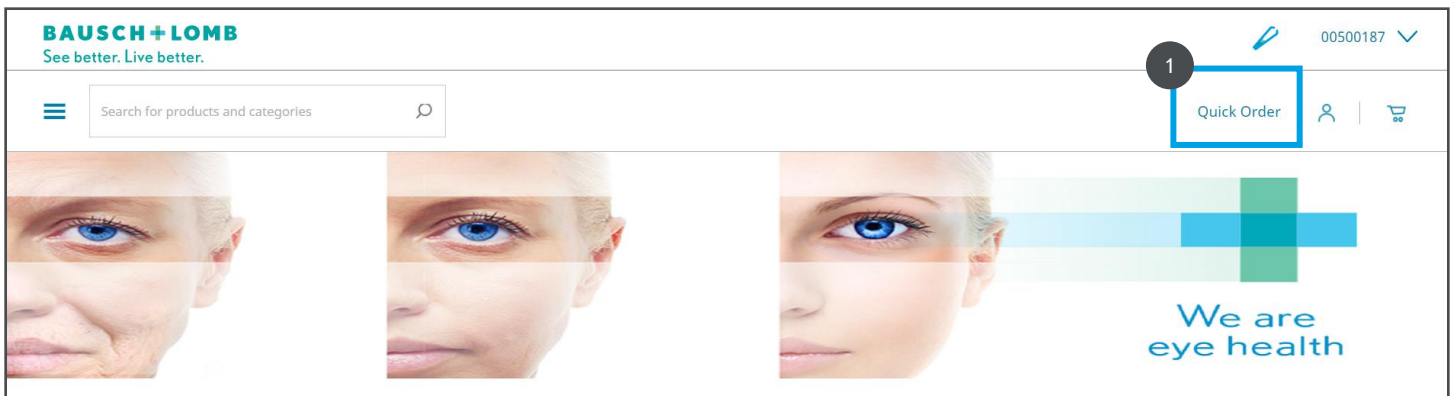 BAUSCH+LOMB
See better. Live better.
00500187
1
Search for products and categories
Quick Order
We are
eye health